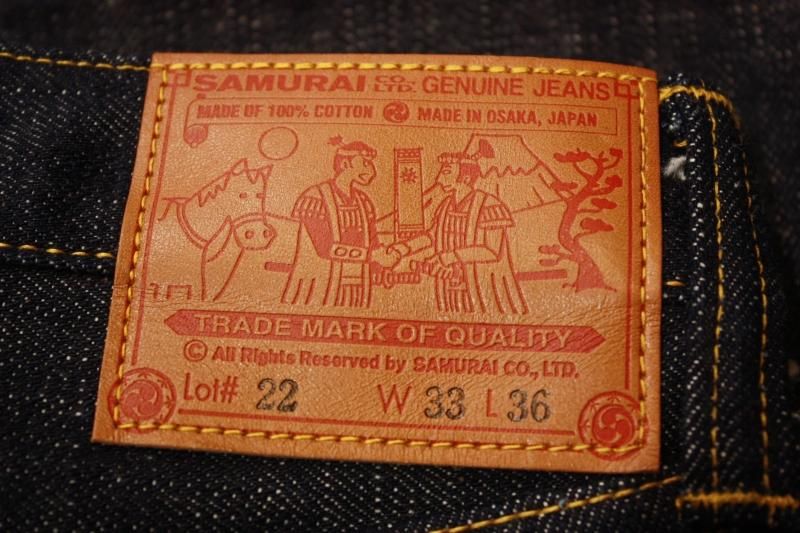 SAMURAI CO. LTD. GENUINE JEANS
MADE OF 100% COTTON MADE IN OSAKA, JAPAN
TRADE MARK OF QUALITY
© All Rights Reserved by SAMURAI CO., LTD.
Lot# 22 W 33 L 36